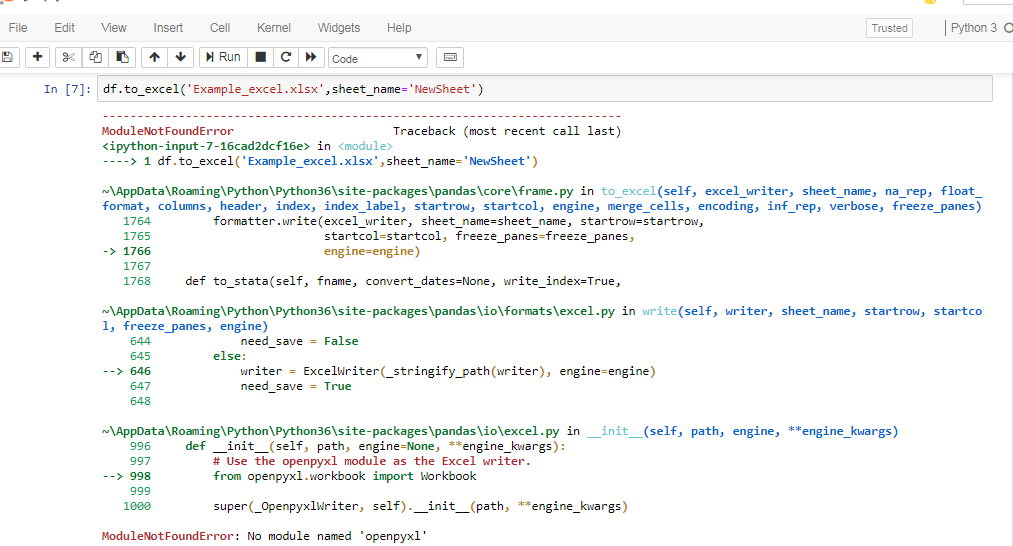 File Edit View Insert Cell Kernel Widgets Help Trusted Python 3
Run Code
In [7]: df.to_excel('Example_excel.xlsx',sheet_name='NewSheet')
---------------------------------------------------------------------------
ModuleNotFoundError                       Traceback (most recent call last)
<ipython-input-7-16cad2dcf16e> in <module>
----> 1 df.to_excel('Example_excel.xlsx',sheet_name='NewSheet')
~\AppData\Roaming\Python\Python36\site-packages\pandas\core\frame.py in to_excel(self, excel_writer, sheet_name, na_rep, float_
format, columns, header, index, index_label, startrow, startcol, engine, merge_cells, encoding, inf_rep, verbose, freeze_panes)
1764         formatter.write(excel_writer, sheet_name=sheet_name, startrow=startrow,
1765                         startcol=startcol, freeze_panes=freeze_panes,
-> 1766                         engine=engine)
1767
1768     def to_stata(self, fname, convert_dates=None, write_index=True,
~\AppData\Roaming\Python\Python36\site-packages\pandas\io\formats\excel.py in write(self, writer, sheet_name, startrow, startco
l, freeze_panes, engine)
644             need_save = False
645         else:
--> 646             writer = ExcelWriter(_stringify_path(writer), engine=engine)
647             need_save = True
648
~\AppData\Roaming\Python\Python36\site-packages\pandas\io\excel.py in __init__(self, path, engine, **engine_kwargs)
996     def __init__(self, path, engine=None, **engine_kwargs):
997         # Use the openpyxl module as the Excel writer.
--> 998         from openpyxl.workbook import Workbook
999
1000         super(_OpenpyxlWriter, self).__init__(path, **engine_kwargs)
ModuleNotFoundError: No module named 'openpyxl'